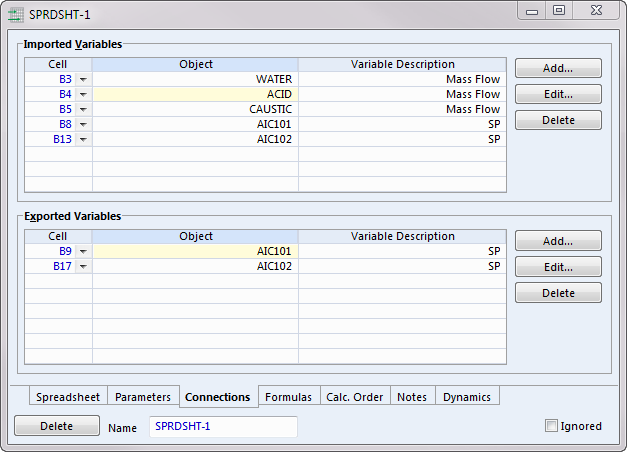 SPRDSHT-1
Imported Variables
Cell Object Variable Description
B3 WATER Mass Flow
B4 ACID Mass Flow
B5 CAUSTIC Mass Flow
B8 AIC101 SP
B13 AIC102 SP
Add...
Edit...
Delete
Exported Variables
Cell Object Variable Description
B9 AIC101 SP
B17 AIC102 SP
Add...
Edit...
Delete
Spreadsheet Parameters Connections Formulas Calc. Order Notes Dynamics
Delete Name SPRDSHT-1 Ignored